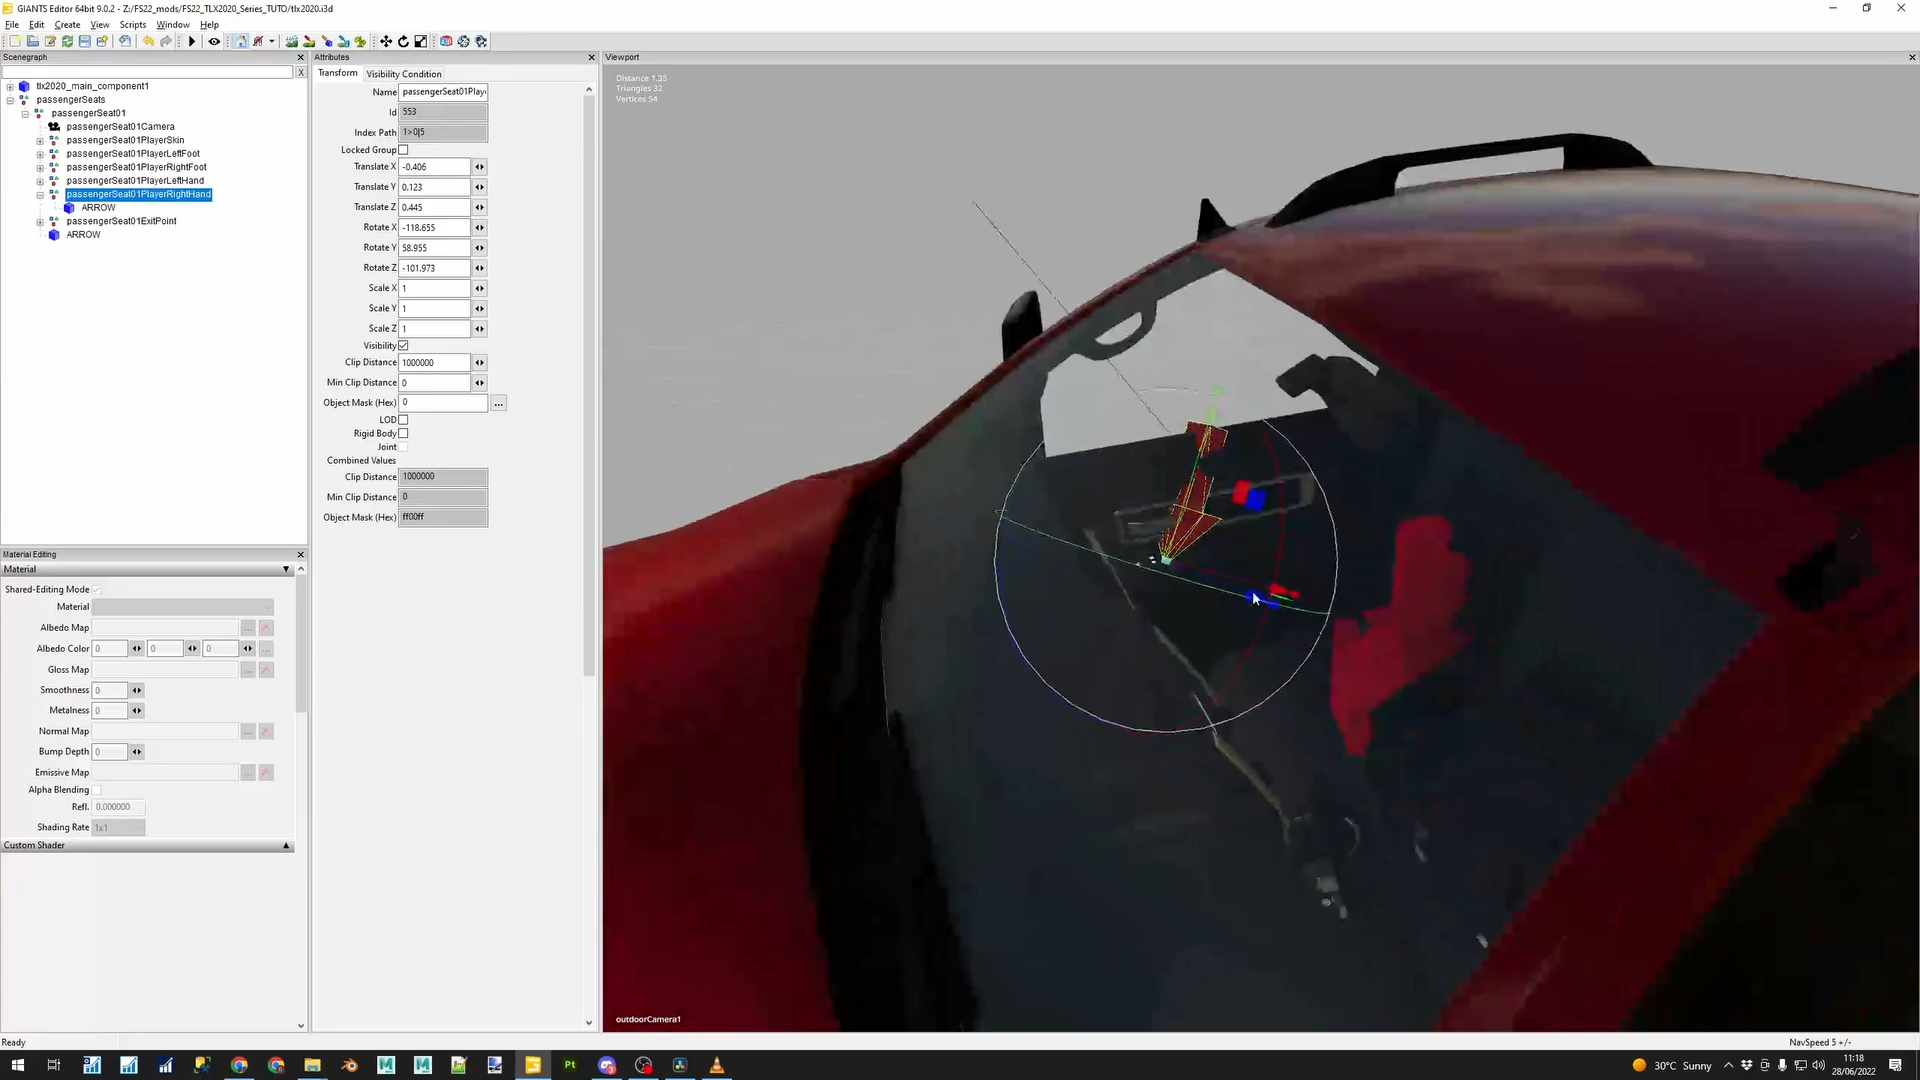 GIANTS Editor 64bit 9.0.2 - Z:/FS22_mods/FS22_TLX2020_Series_TUTO/tlx2020.i3d
File Edit Create View Scripts Window Help
Scenegraph
X
tlx2020_main_component1
passengerSeats
passengerSeat01
passengerSeat01Camera
passengerSeat01PlayerSkin
passengerSeat01PlayerLeftFoot
passengerSeat01PlayerRightFoot
passengerSeat01PlayerLeftHand
passengerSeat01PlayerRightHand
ARROW
passengerSeat01ExitPoint
ARROW
Material Editing
Material
Shared-Editing Mode
Material
Albedo Map ...
Albedo Color 0 0 0 ...
Gloss Map ...
Smoothness 0
Metalness 0
Normal Map ...
Bump Depth 0
Emissive Map ...
Alpha Blending
Refl. 0.000000
Shading Rate 1x1
Custom Shader
Attributes
Transform Visibility Condition
Name passengerSeat01Play
Id 553
Index Path 1>0|5
Locked Group
Translate X -0.406
Translate Y 0.123
Translate Z 0.445
Rotate X -118.655
Rotate Y 58.955
Rotate Z -101.973
Scale X 1
Scale Y 1
Scale Z 1
Visibility
Clip Distance 1000000
Min Clip Distance 0
Object Mask (Hex) 0 ...
LOD
Rigid Body
Joint
Combined Values
Clip Distance 1000000
Min Clip Distance 0
Object Mask (Hex) ff00ff
Viewport
Distance 1.35
Triangles 32
Vertices 54
outdoorCamera1
Ready
NavSpeed 5 +/-
Pt
30°C Sunny
11:18
28/06/2022